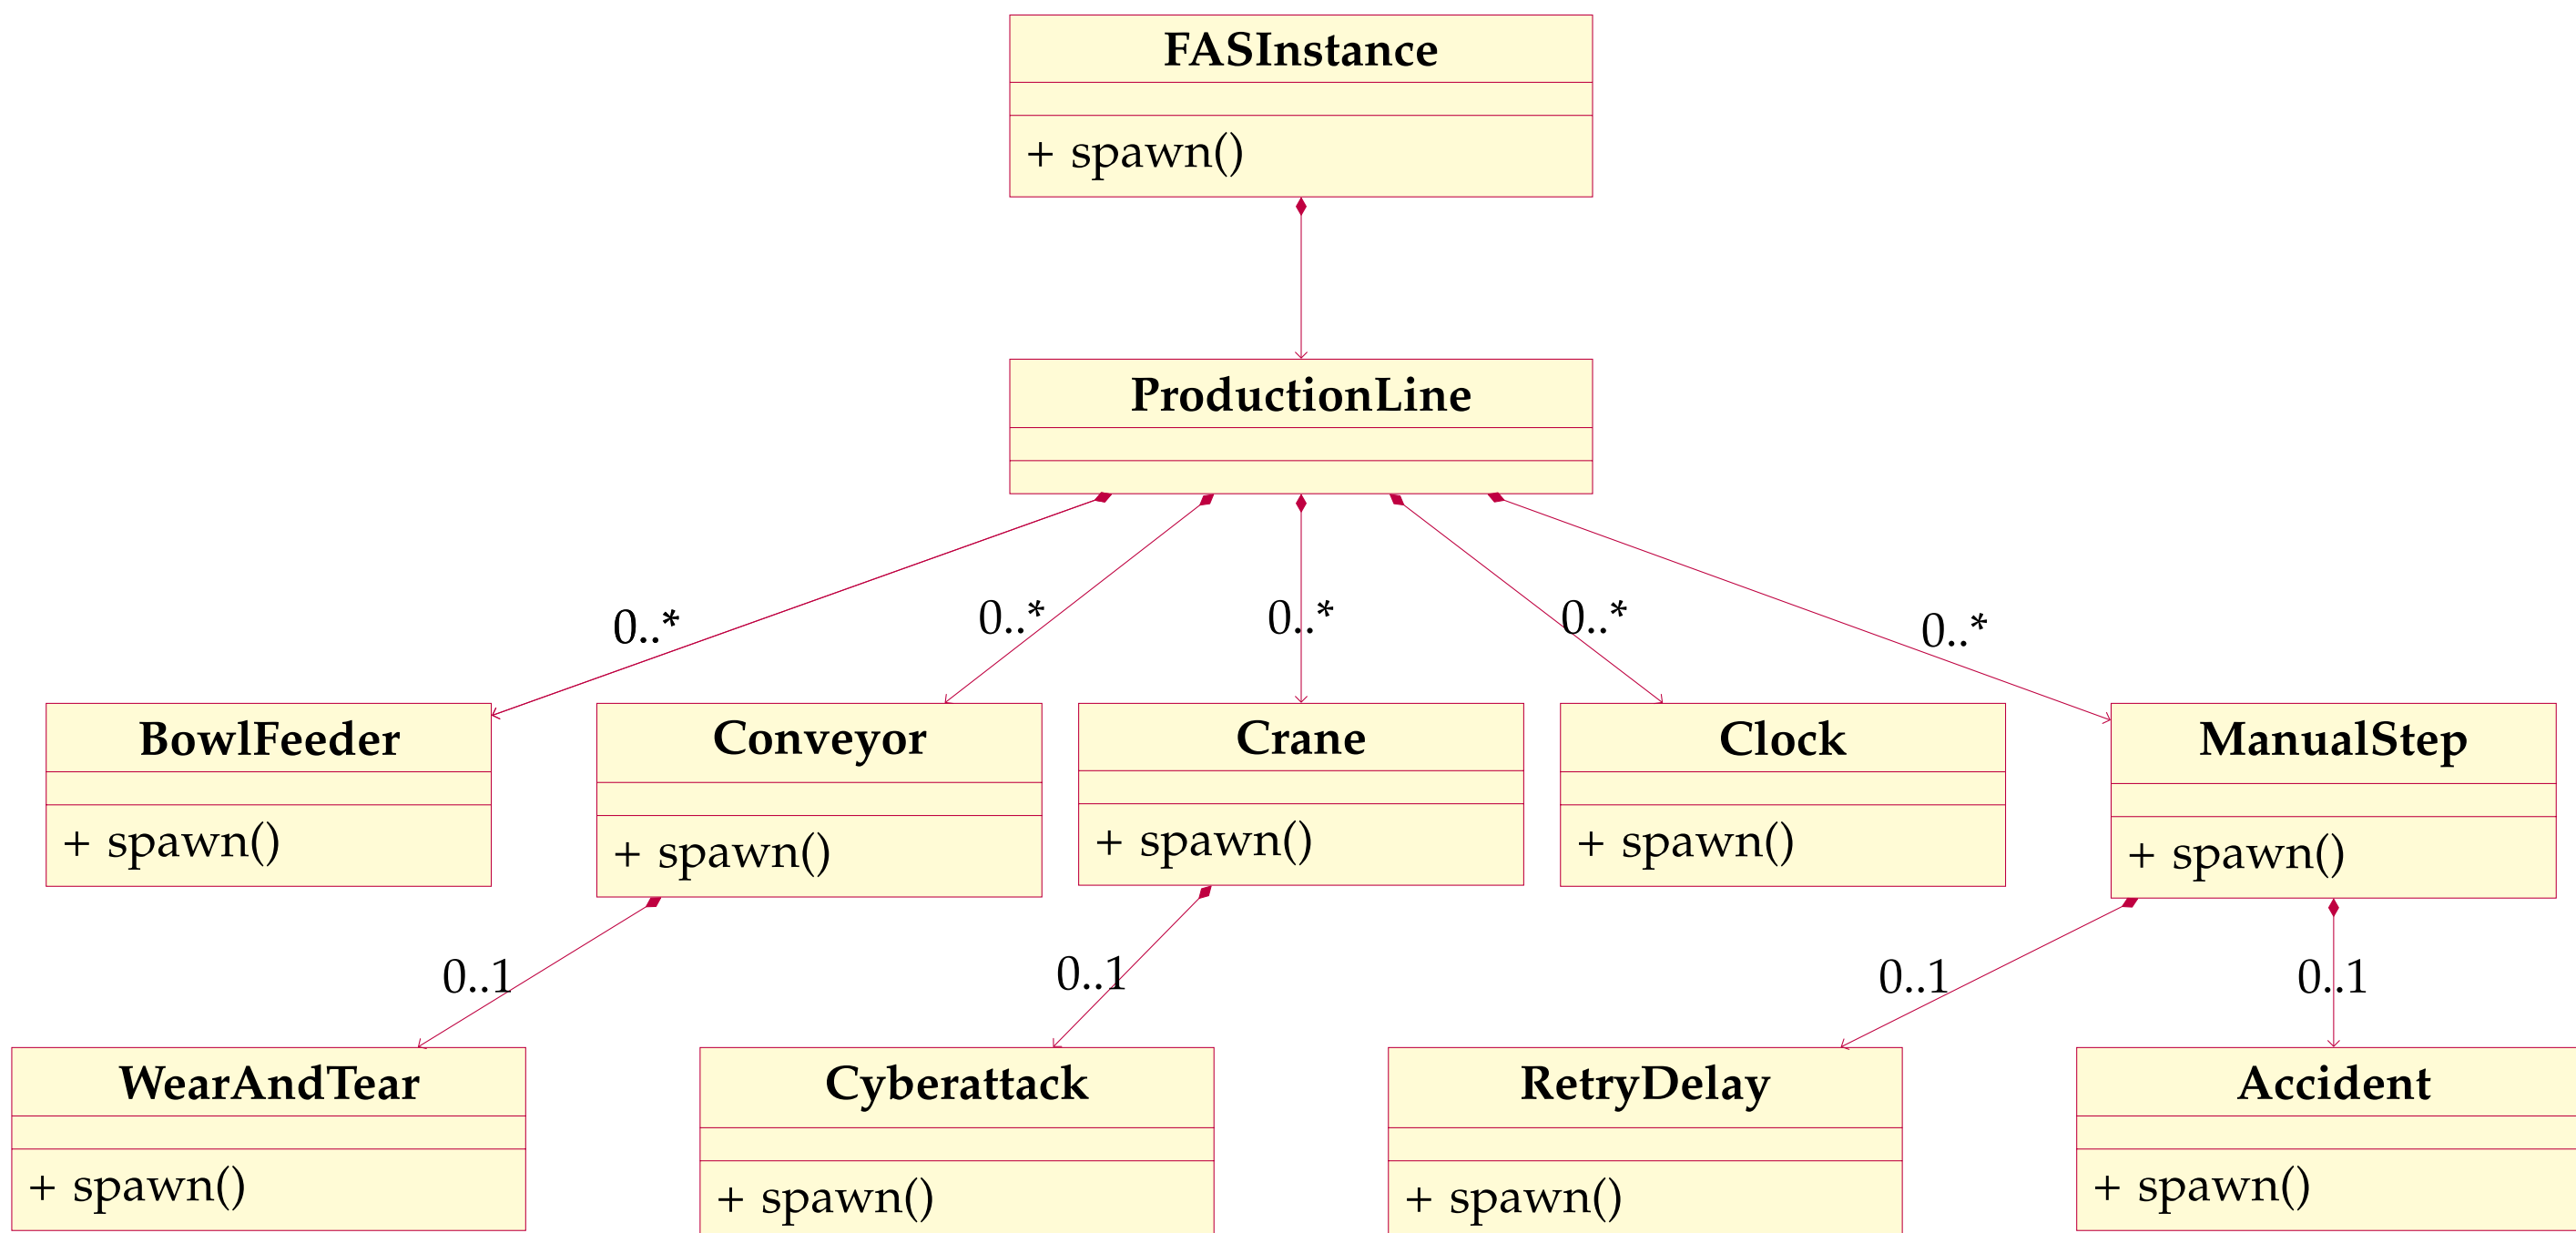 FASInstance
+ spawn()
ProductionLine
0..*
0..*
0..*
0..*
0..*
BowlFeeder
+ spawn()
Conveyor
+ spawn()
Crane
+ spawn()
Clock
+ spawn()
ManualStep
+ spawn()
0..1
0..1
0..1
0..1
WearAndTear
+ spawn()
Cyberattack
+ spawn()
RetryDelay
+ spawn()
Accident
+ spawn()